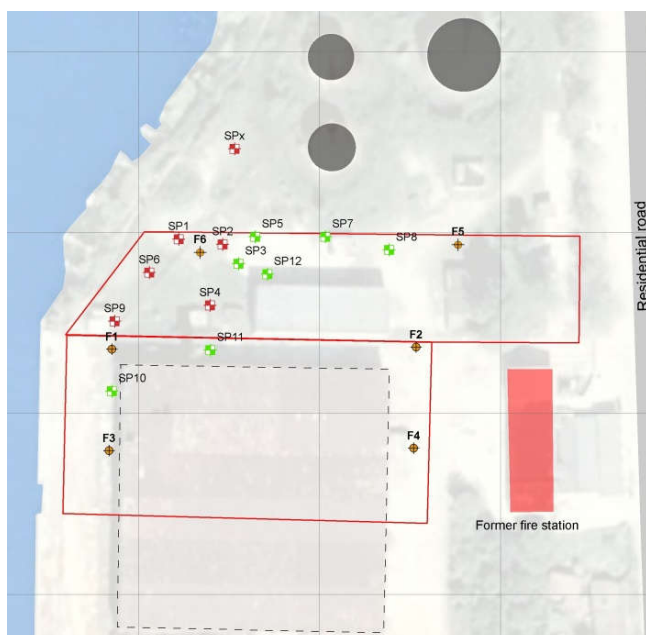 SPx
SP1
SP2
SP5
SP7
F5
F6
SP8
SP3
SP12
SP6
SP4
SP9
F1
SP11
F2
SP10
F3
F4
Former fire station
Residential road